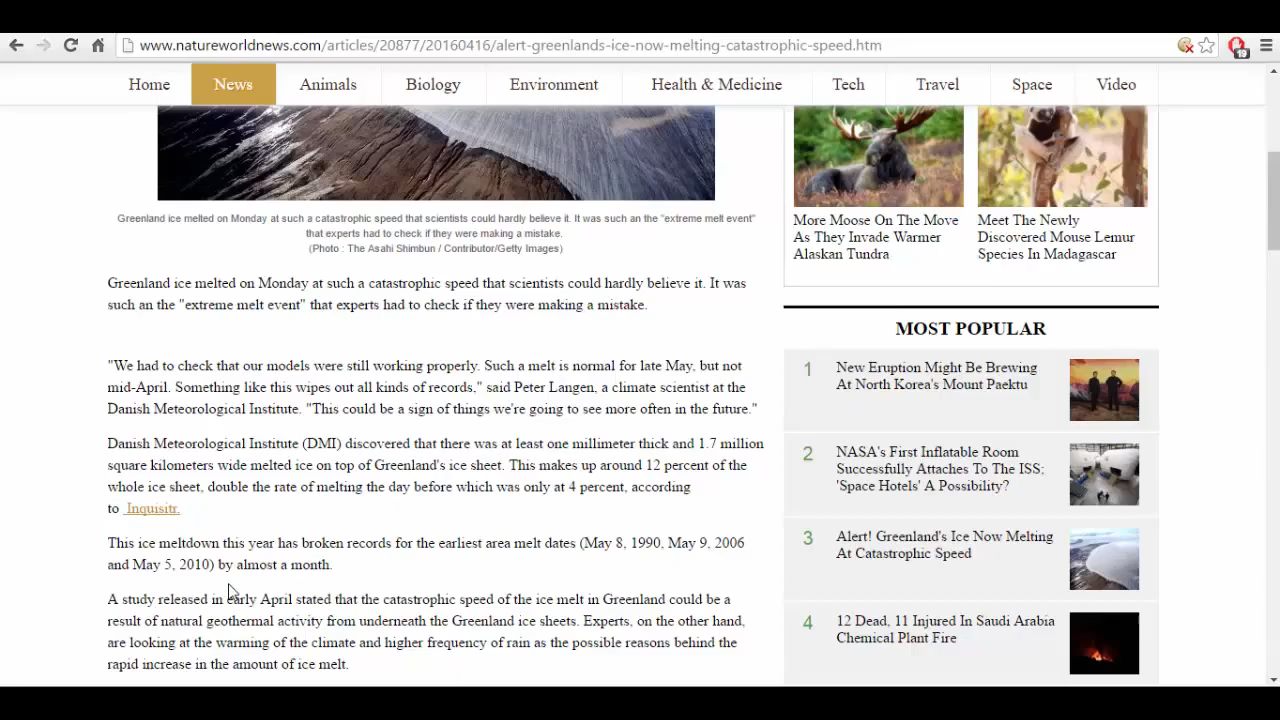 www.natureworldnews.com/articles/20877/20160416/alert-greenlands-ice-now-melting-catastrophic-speed.htm
19
Home News Animals Biology Environment Health & Medicine Tech Travel Space Video
Greenland ice melted on Monday at such a catastrophic speed that scientists could hardly believe it. It was such an the "extreme melt event"
that experts had to check if they were making a mistake.
(Photo : The Asahi Shimbun / Contributor/Getty Images)
Greenland ice melted on Monday at such a catastrophic speed that scientists could hardly believe it. It was
such an the "extreme melt event" that experts had to check if they were making a mistake.
"We had to check that our models were still working properly. Such a melt is normal for late May, but not
mid-April. Something like this wipes out all kinds of records," said Peter Langen, a climate scientist at the
Danish Meteorological Institute. "This could be a sign of things we're going to see more often in the future."
Danish Meteorological Institute (DMI) discovered that there was at least one millimeter thick and 1.7 million
square kilometers wide melted ice on top of Greenland's ice sheet. This makes up around 12 percent of the
whole ice sheet, double the rate of melting the day before which was only at 4 percent, according
to Inquisitr.
This ice meltdown this year has broken records for the earliest area melt dates (May 8, 1990, May 9, 2006
and May 5, 2010) by almost a month.
A study released in early April stated that the catastrophic speed of the ice melt in Greenland could be a
result of natural geothermal activity from underneath the Greenland ice sheets. Experts, on the other hand,
are looking at the warming of the climate and higher frequency of rain as the possible reasons behind the
rapid increase in the amount of ice melt.
More Moose On The Move
As They Invade Warmer
Alaskan Tundra
Meet The Newly
Discovered Mouse Lemur
Species In Madagascar
MOST POPULAR
1
New Eruption Might Be Brewing
At North Korea's Mount Paektu
2
NASA's First Inflatable Room
Successfully Attaches To The ISS;
'Space Hotels' A Possibility?
3
Alert! Greenland's Ice Now Melting
At Catastrophic Speed
4
12 Dead, 11 Injured In Saudi Arabia
Chemical Plant Fire